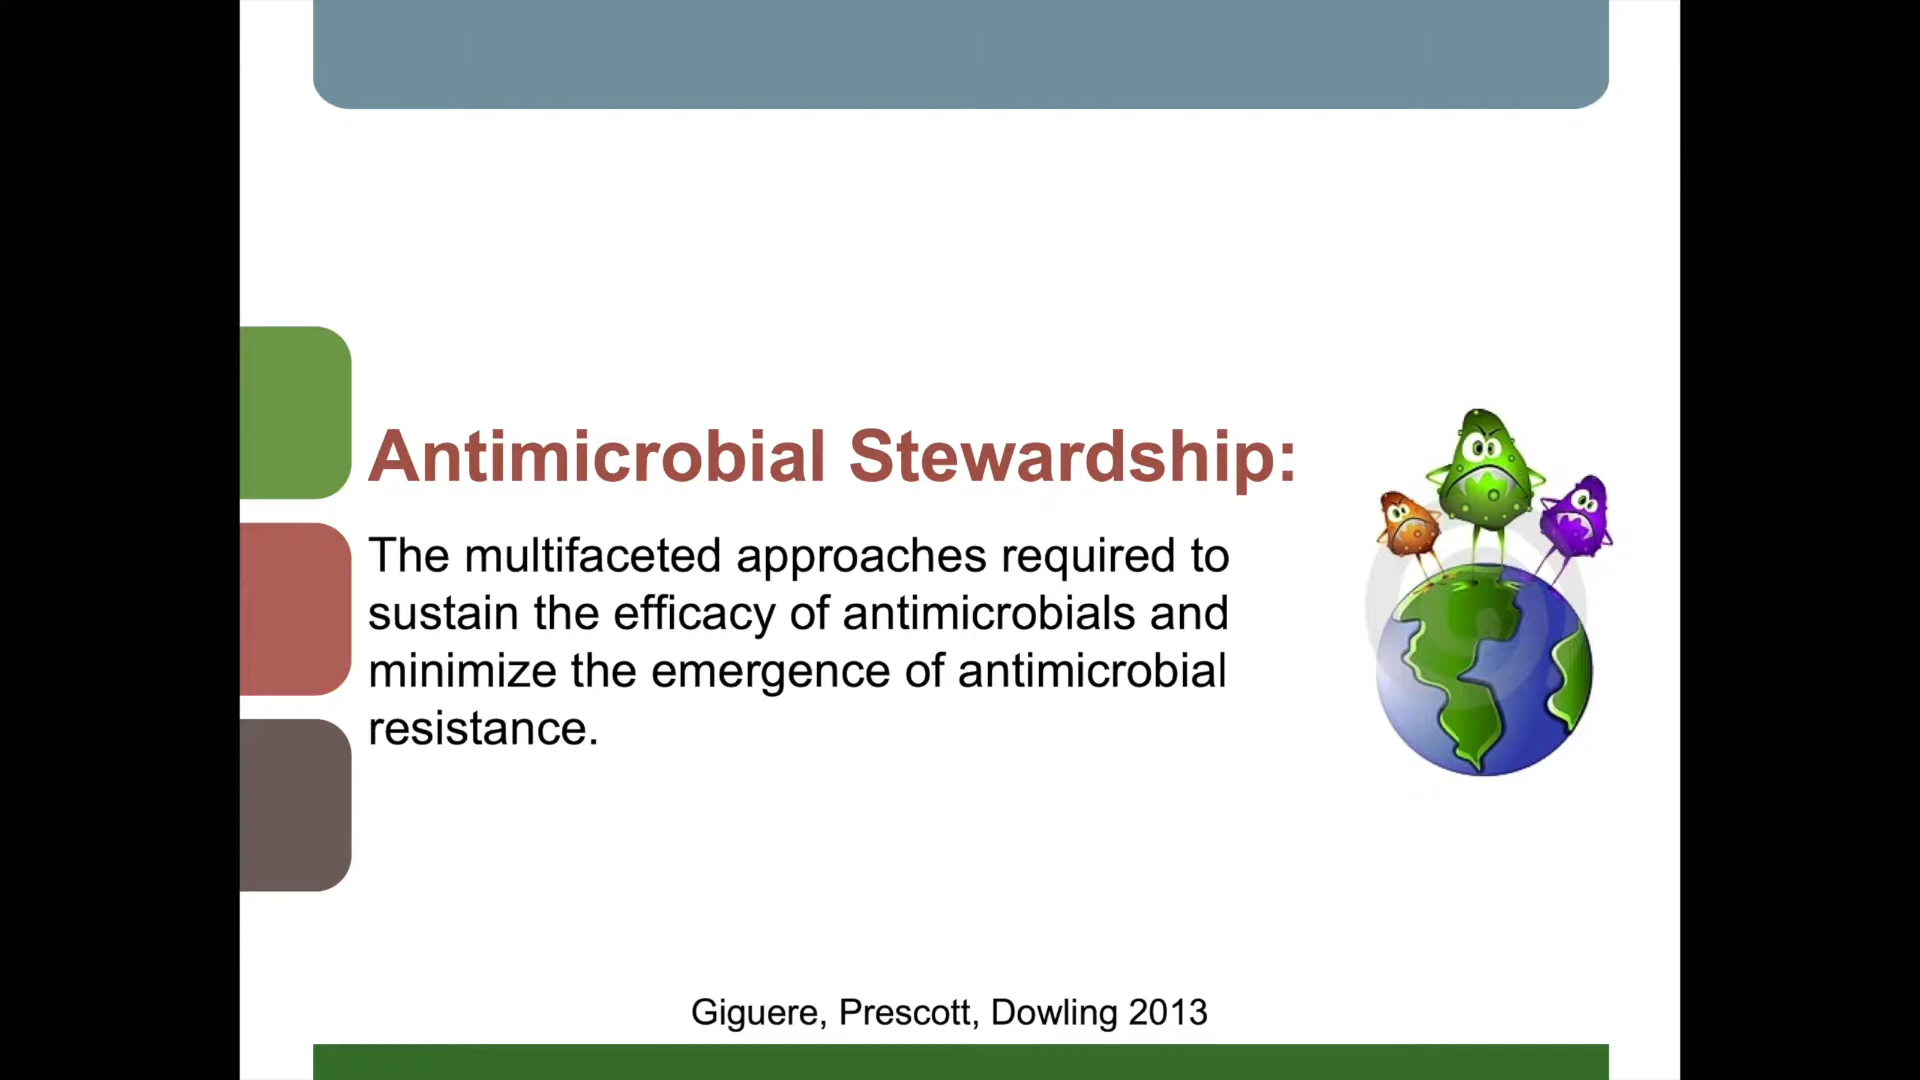 Antimicrobial Stewardship:
The multifaceted approaches required to
sustain the efficacy of antimicrobials and
minimize the emergence of antimicrobial
resistance.
Giguere, Prescott, Dowling 2013